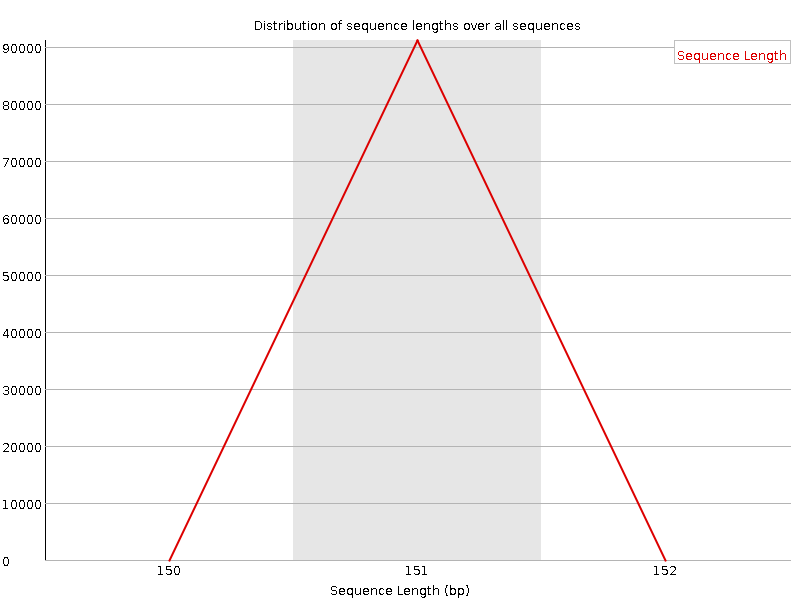 Distribution of sequence lengths over all sequences
Sequence Length
90000
80000
70000
60000
50000
40000
30000
20000
10000
0
150 151 152
Sequence Length (bp)